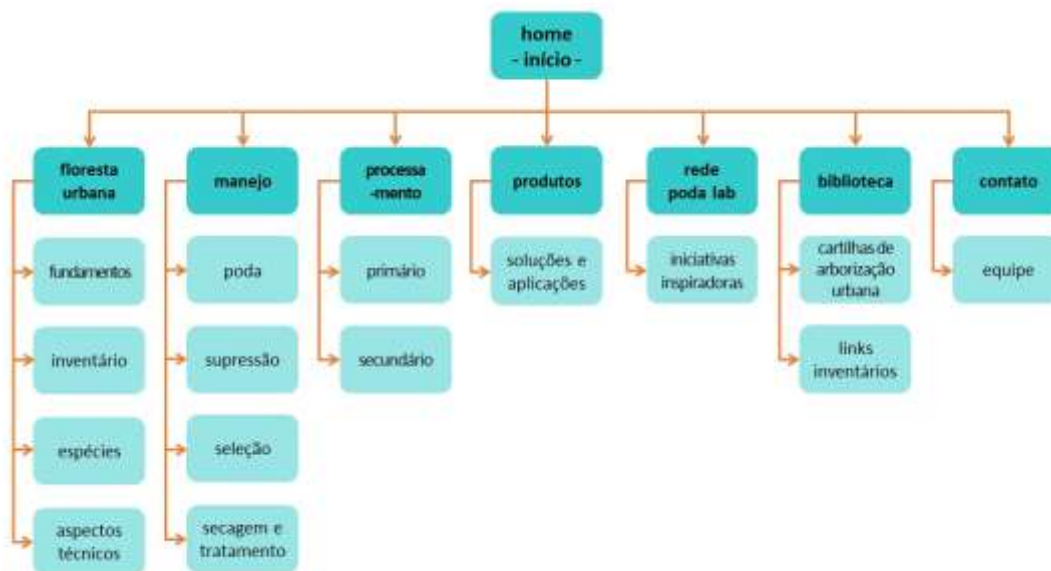 home
- início -
floresta
urbana
manejo
processa
-mento
produtos
rede
poda lab
biblioteca
contato
fundamentos
poda
primário
soluções e
aplicações
iniciativas
inspiradoras
cartilhas de
arborização
urbana
equipe
inventário
supressão
secundário
links
inventários
espécies
seleção
aspectos
técnicos
secagem e
tratamento